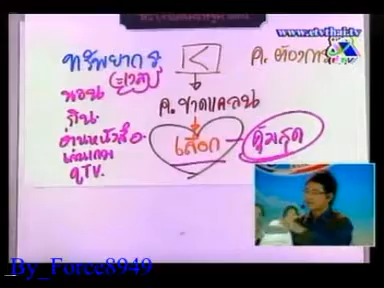 www.etvthai.tv
ทรัพยากร < ค.ต้องการ
(=เวลา)
นอน
กิน
อ่านหนังสือ
เล่นเกม
ดูTV.
ค.ขาดแคลน
เลือก คุ้มสุด
By_Force8949